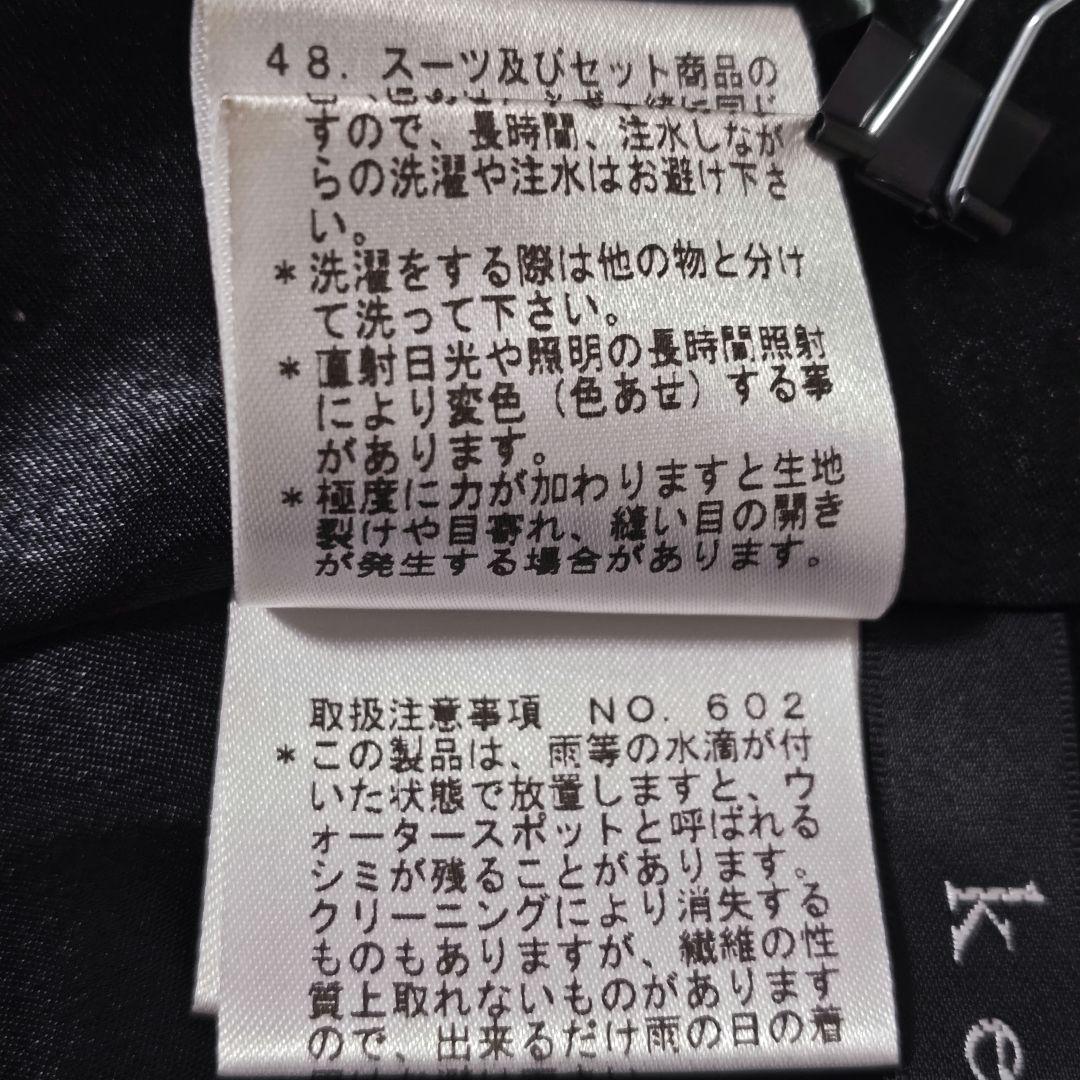 48. スーツ及びセット商品の
すので、長時間、注水しなが
らの洗濯や注水はお避け下さ
い。
*洗濯をする際は他の物と分け
て洗って下さい。
*直射日光や照明の長時間照射
により変色(色あせ)する事
があります。
*極度に力が加わりますと生地
裂けや目寄れ、縫い目の開き
が発生する場合があります。
取扱注意事項 NO. 602
*この製品は、雨等の水滴が付
いた状態で放置しますと、ウ
ォータースポットと呼ばれる
シミが残ることがあります。
クリーニングにより消失する
ものもありますが、繊維の性
質上取れないものがあります
ので、出来るだけ雨の日の着
ke